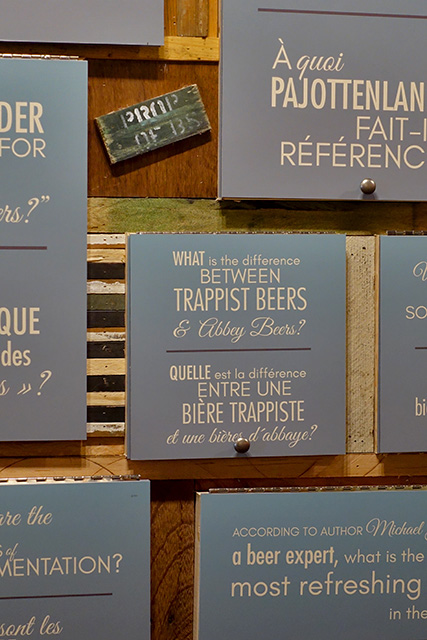 DER
FOR
ers?"
QUE
des
s »?
PROP
OF
À quoi
PAJOTTENLAN
FAIT-
RÉFÉRENC
WHAT is the difference
BETWEEN
TRAPPIST BEERS
& Abbey Beers?
QUELLE est la différence
ENTRE UNE
BIÈRE TRAPPISTE
et une bières d'abbaye?
SO
bi
are the
of
MENTATION?
sont les
ACCORDING TO AUTHOR Michael
a beer expert, what is the
most refreshing
in the